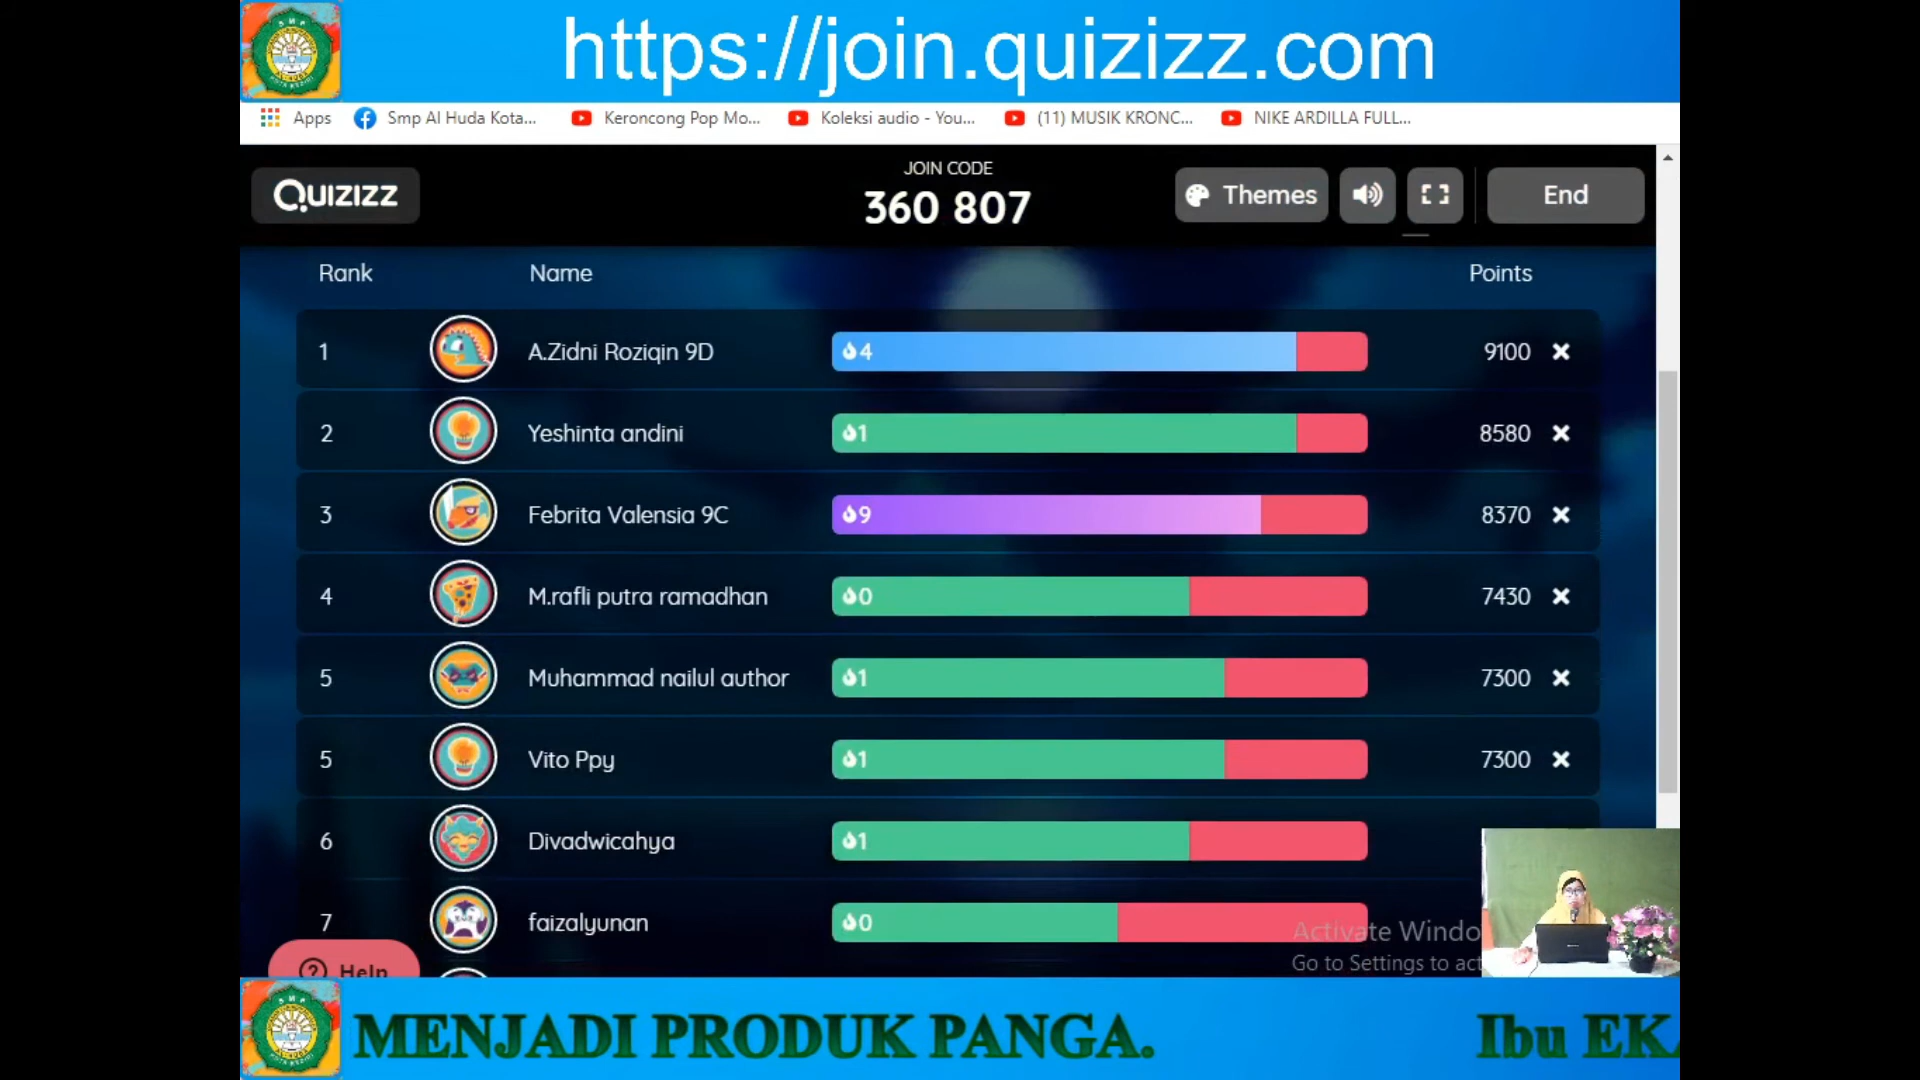 https://join.quizizz.com
Apps Smp Al Huda Kota... Keroncong Pop Mo... Koleksi audio - You... (11) MUSIK KRONC... NIKE ARDILLA FULL...
QUIZIZZ
JOIN CODE
360 807
Themes
End
Rank Name Points
1 A.Zidni Roziqin 9D 4 9100
2 Yeshinta andini 1 8580
3 Febrita Valensia 9C 9 8370
4 M.rafli putra ramadhan 0 7430
5 Muhammad nailul author 1 7300
5 Vito Ppy 1 7300
6 Divadwicahya 1
7 faizalyunan 0
Activate Windo
Go to Settings to act
Help
MENJADI PRODUK PANGA. Ibu EKA